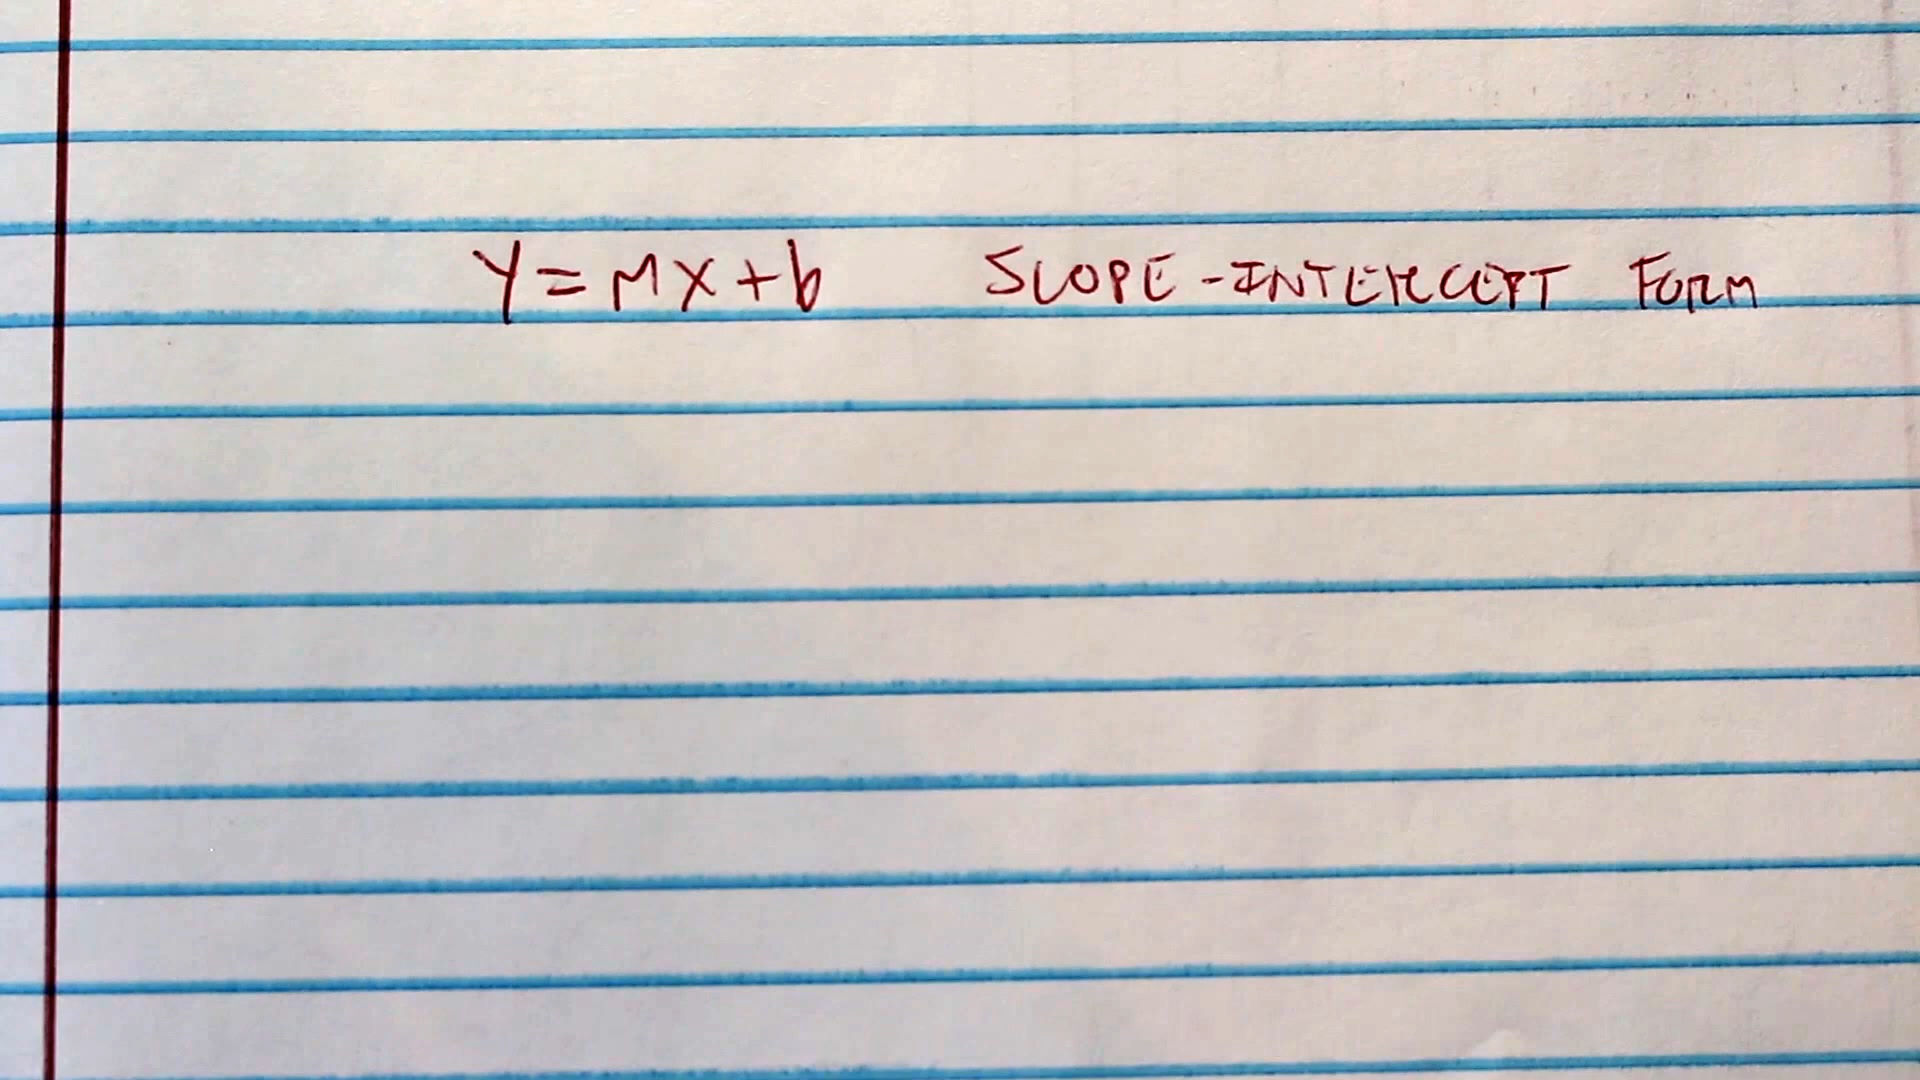 Y = MX + b SLOPE-INTERCEPT FORM